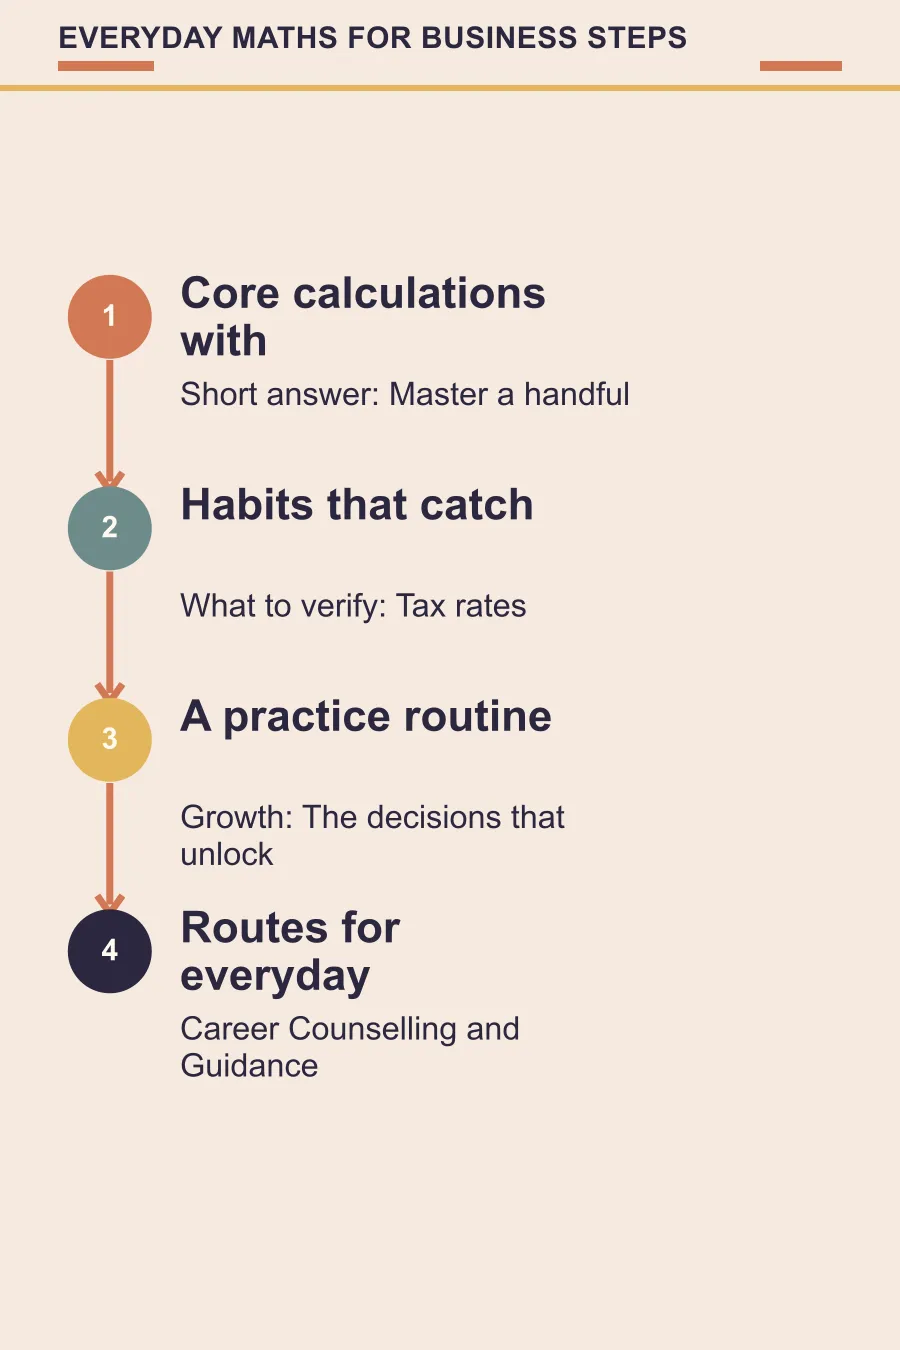 EVERYDAY MATHS FOR BUSINESS STEPS
1
Core calculations
with
Short answer: Master a handful
2
Habits that catch
What to verify: Tax rates
3
A practice routine
Growth: The decisions that
unlock
4
Routes for
everyday
Career Counselling and
Guidance